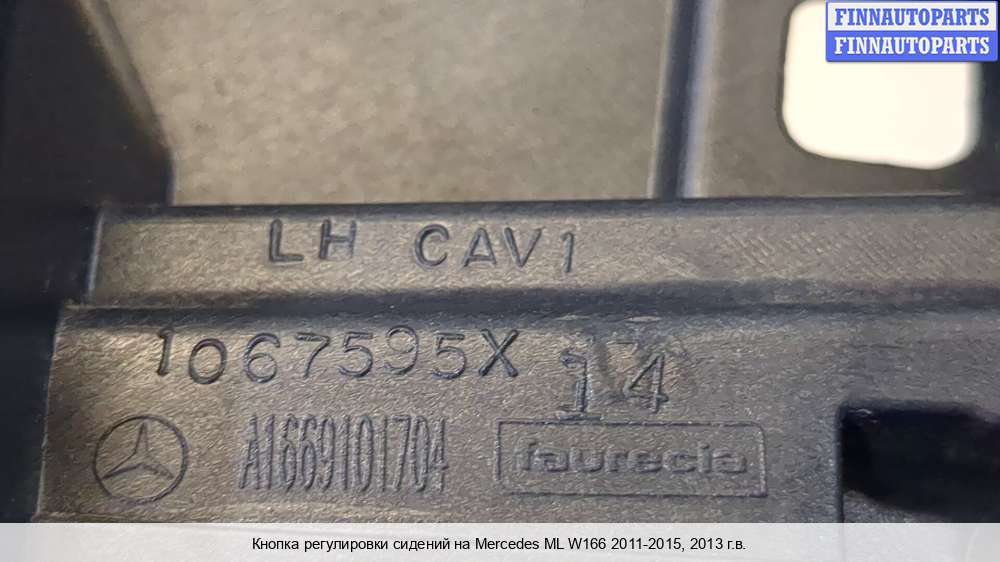 FINNAUTOPARTS
FINNAUTOPARTS
LH CAV1
1067595X 14
A1669101704 faurecia
Кнопка регулировки сидений на Mercedes ML W166 2011-2015, 2013 г.в.